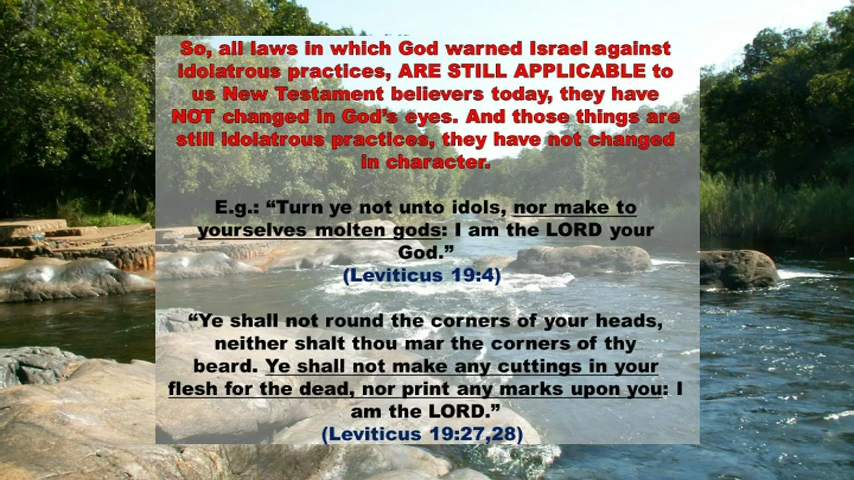 So, all laws in which God warned Israel against
idolatrous practices, ARE STILL APPLICABLE to
us New Testament believers today, they have
NOT changed in God's eyes. And those things are
still idolatrous practices, they have not changed
in character.
E.g.: “Turn ye not unto idols, nor make to
yourselves molten gods: I am the LORD your
God.”
(Leviticus 19:4)
“Ye shall not round the corners of your heads,
neither shalt thou mar the corners of thy
beard. Ye shall not make any cuttings in your
flesh for the dead, nor print any marks upon you: I
am the LORD.”
(Leviticus 19:27,28)